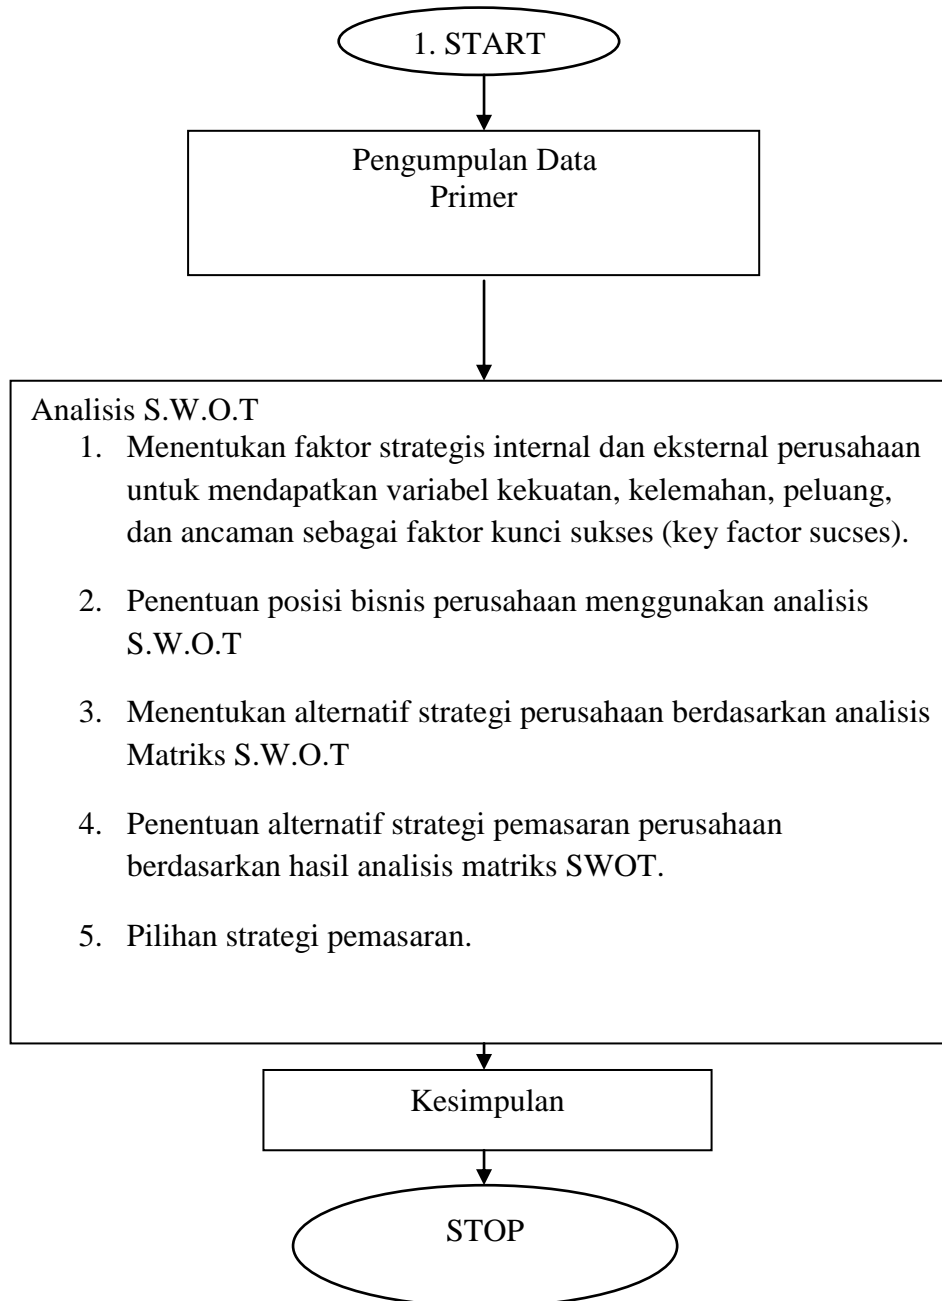 1. START
Pengumpulan Data
Primer
Analisis S.W.O.T
1. Menentukan faktor strategis internal dan eksternal perusahaan
untuk mendapatkan variabel kekuatan, kelemahan, peluang,
dan ancaman sebagai faktor kunci sukses (key factor sucses).
2. Penentuan posisi bisnis perusahaan menggunakan analisis
S.W.O.T
3. Menentukan alternatif strategi perusahaan berdasarkan analisis
Matriks S.W.O.T
4. Penentuan alternatif strategi pemasaran perusahaan
berdasarkan hasil analisis matriks SWOT.
5. Pilihan strategi pemasaran.
Kesimpulan
STOP